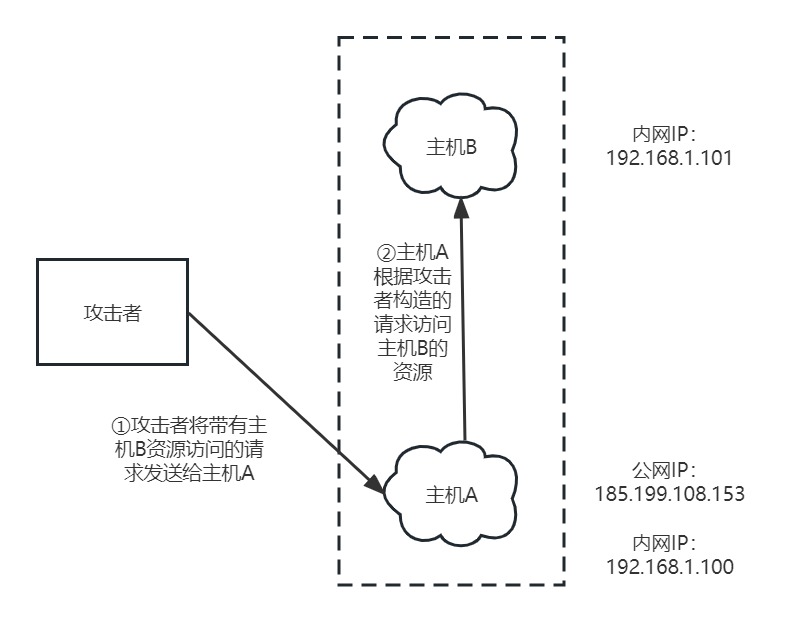 主机B
内网IP：
192.168.1.101
②主机A
根据攻击
者构造的
请求访问
主机B的
资源
攻击者
①攻击者将带有主
机B资源访问的请
求发送给主机A
主机A
公网IP：
185.199.108.153
内网IP：
192.168.1.100